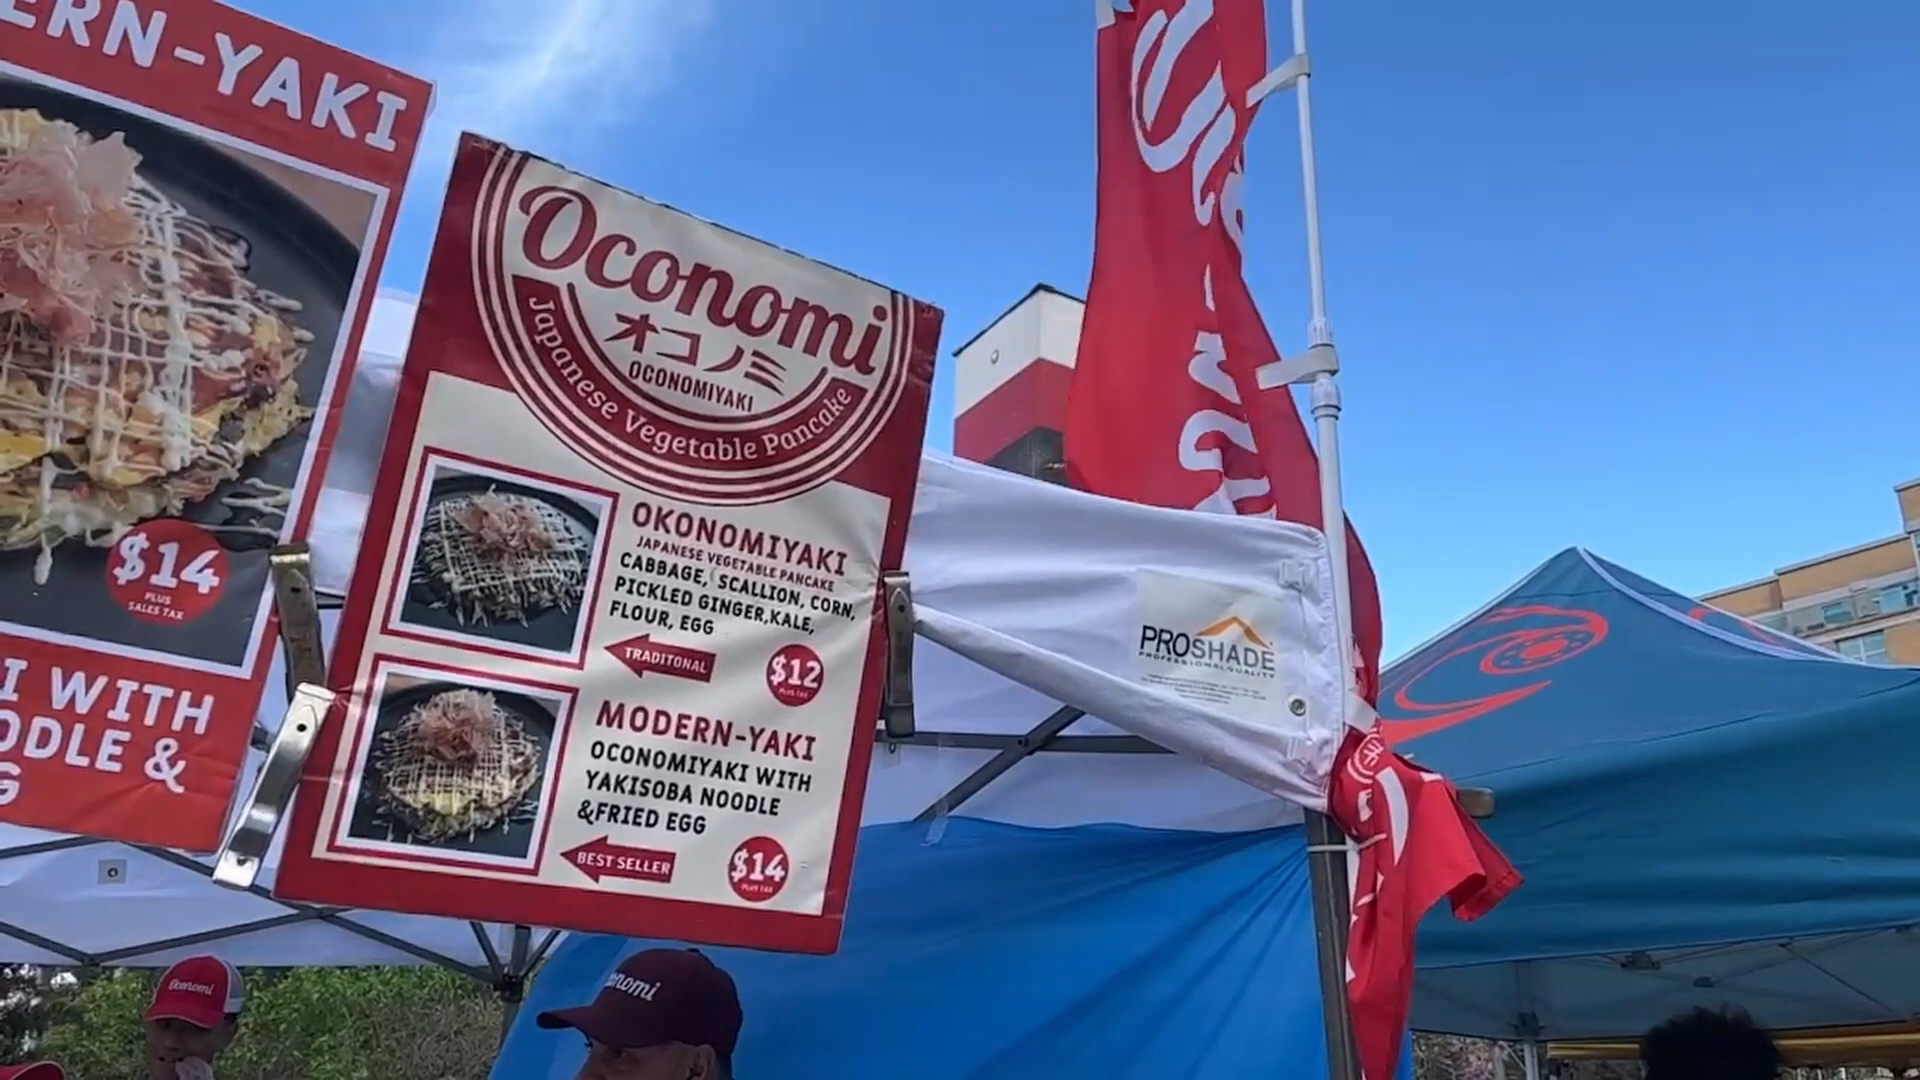 ERN-YAKI
$14
PLUS
SALES TAX
I WITH
ODLE &
G
Oconomi
オコノミ
OCONOMIYAKI
Japanese Vegetable Pancake
OKONOMIYAKI
JAPANESE VEGETABLE PANCAKE
CABBAGE, SCALLION, CORN,
PICKLED GINGER,KALE,
FLOUR, EGG
TRADITONAL
$12
PLUS TAX
MODERN-YAKI
OCONOMIYAKI WITH
YAKISOBA NOODLE
&FRIED EGG
BEST SELLER
$14
PLUS TAX
PROSHADE
PROFESSIONAL QUALITY
Oconomi
onomi